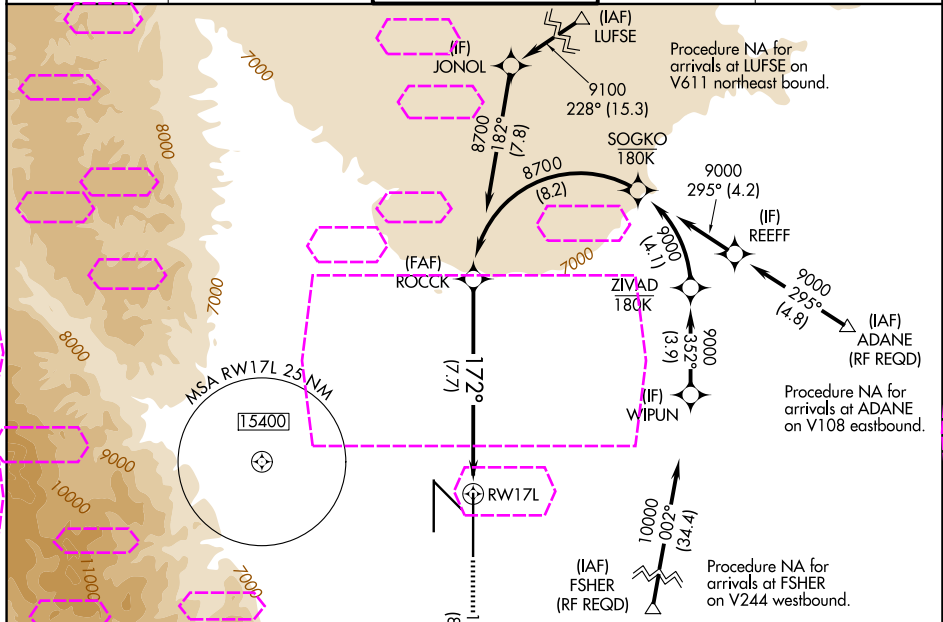 (IAF)
LUFSE
(IF)
JONOL
Procedure NA for
arrivals at LUFSE on
V611 northeast bound.
7000
9100
228° (15.3)
8700
182°
(7.8)
8000
SOGKO
180K
8700
(8.2)
9000
295° (4.2)
(IF)
REEFF
9000
(4.1)
7000
(FAF)
ROCCK
ZIVAD
180K
9000
295°
(4.8)
(IAF)
ADANE
(RF REQD)
7000
8000
172°
(7.7)
9000
352°
(3.9)
(IF)
WIPUN
MSA RW17L 25 NM
15400
Procedure NA for
arrivals at ADANE
on V108 eastbound.
9000
10000
11000
RW17L
10000
002°
(34.4)
(IAF)
FSHER
(RF REQD)
Procedure NA for
arrivals at FSHER
on V244 westbound.
7000